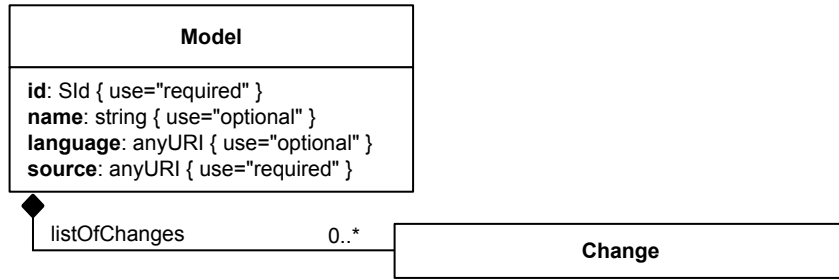 Model
id: SId { use="required" }
name: string { use="optional" }
language: anyURI { use="optional" }
source: anyURI { use="required" }
listOfChanges 0..*
Change